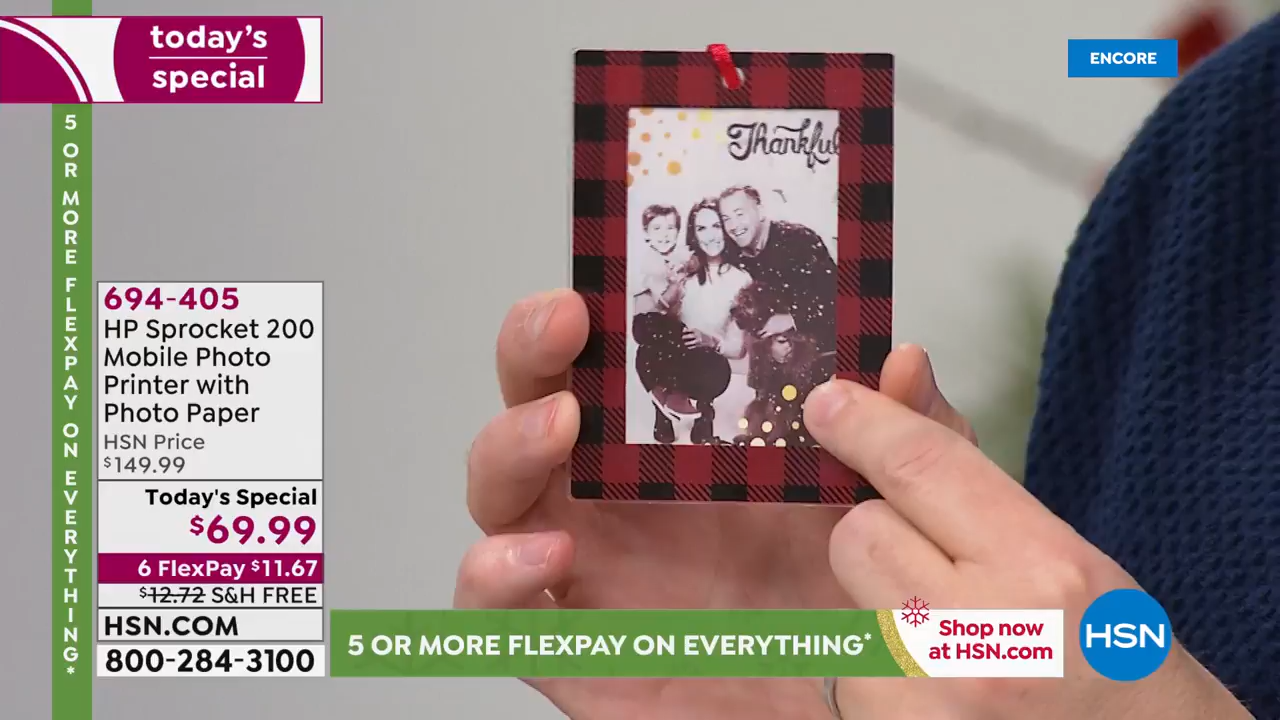 today's
special
ENCORE
5 OR MORE FLEXPAY ON EVERYTHING*
Thankful
694-405
HP Sprocket 200
Mobile Photo
Printer with
Photo Paper
HSN Price
$149.99
Today's Special
$69.99
6 FlexPay $11.67
$12.72 S&H FREE
HSN.COM
800-284-3100
5 OR MORE FLEXPAY ON EVERYTHING*
Shop now
at HSN.com
HSN